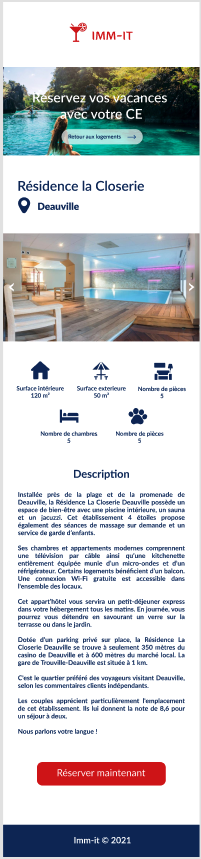 IMM-IT
Réservez vos vacances
avec votre CE
Retour aux logements
Résidence la Closerie
Deauville
Surface intérieure
120 m²
Surface exterieure
50 m²
Nombre de pièces
5
Nombre de chambres
5
Nombre de pièces
5
Description
Installée près de la plage et de la promenade de
Deauville, la Résidence La Closerie Deauville possède un
espace de bien-être avec une piscine intérieure, un sauna
et un jacuzzi. Cet établissement 4 étoiles propose
également des séances de massage sur demande et un
service de garde d'enfants.
Ses chambres et appartements modernes comprennent
une télévision par câble ainsi qu'une kitchenette
entièrement équipée munie d'un micro-ondes et d'un
réfrigérateur. Certains logements bénéficient d'un balcon.
Une connexion Wi-Fi gratuite est accessible dans
l'ensemble des locaux.
Cet appart'hôtel vous servira un petit-déjeuner express
dans votre hébergement tous les matins. En journée, vous
pourrez vous détendre en savourant un verre sur la
terrasse ou dans le jardin.
Dotée d'un parking privé sur place, la Résidence La
Closerie Deauville se trouve à seulement 350 mètres du
casino de Deauville et à 600 mètres du marché local. La
gare de Trouville-Deauville est située à 1 km.
C'est le quartier préféré des voyageurs visitant Deauville,
selon les commentaires clients indépendants.
Les couples apprécient particulièrement l'emplacement
de cet établissement. Ils lui donnent la note de 8,6 pour
un séjour à deux.
Nous parlons votre langue !
Réserver maintenant
Imm-it © 2021